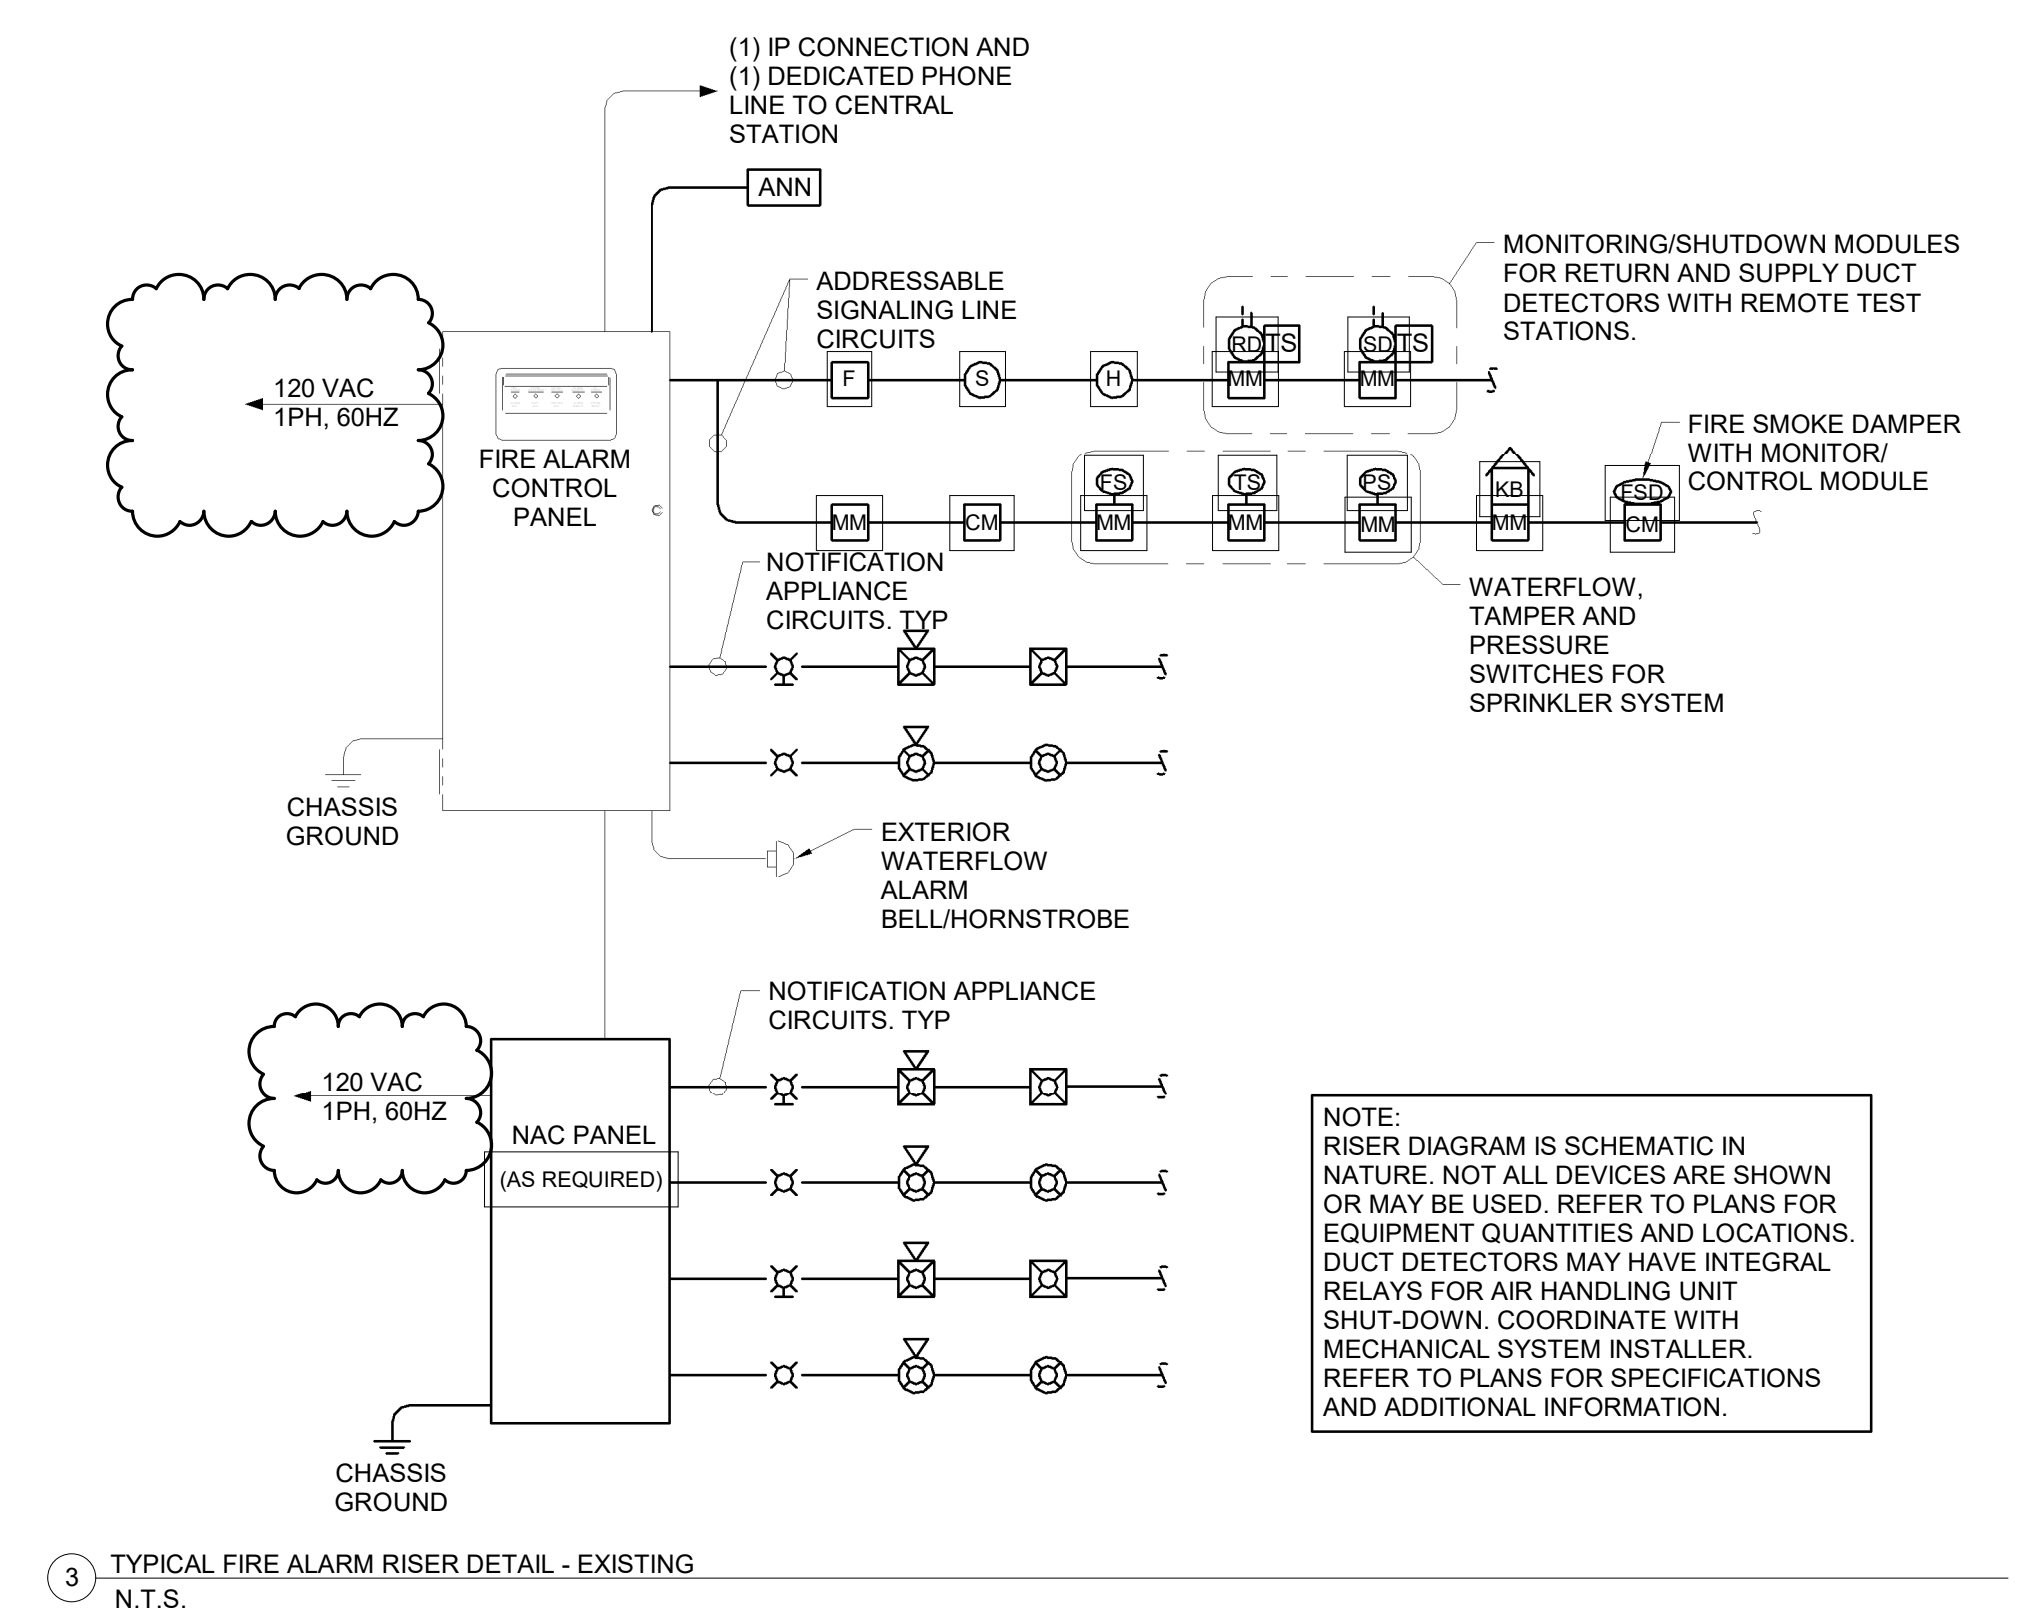 (1) IP CONNECTION AND
(1) DEDICATED PHONE
LINE TO CENTRAL
STATION
ANN
MONITORING/SHUTDOWN MODULES
FOR RETURN AND SUPPLY DUCT
DETECTORS WITH REMOTE TEST
STATIONS.
ADDRESSABLE
SIGNALING LINE
CIRCUITS
RD TS
SD TS
F
S
H
MM
MM
120 VAC
1PH, 60HZ
FIRE ALARM
CONTROL
PANEL
FIRE SMOKE DAMPER
WITH MONITOR/
CONTROL MODULE
FS
TS
PS
KB
FSD
MM
CM
MM
MM
MM
MM
CM
NOTIFICATION
APPLIANCE
CIRCUITS. TYP
WATERFLOW,
TAMPER AND
PRESSURE
SWITCHES FOR
SPRINKLER SYSTEM
CHASSIS
GROUND
EXTERIOR
WATERFLOW
ALARM
BELL/HORNSTROBE
NOTIFICATION APPLIANCE
CIRCUITS. TYP
120 VAC
1PH, 60HZ
NAC PANEL
(AS REQUIRED)
NOTE:
RISER DIAGRAM IS SCHEMATIC IN
NATURE. NOT ALL DEVICES ARE SHOWN
OR MAY BE USED. REFER TO PLANS FOR
EQUIPMENT QUANTITIES AND LOCATIONS.
DUCT DETECTORS MAY HAVE INTEGRAL
RELAYS FOR AIR HANDLING UNIT
SHUT-DOWN. COORDINATE WITH
MECHANICAL SYSTEM INSTALLER.
REFER TO PLANS FOR SPECIFICATIONS
AND ADDITIONAL INFORMATION.
CHASSIS
GROUND
3 TYPICAL FIRE ALARM RISER DETAIL - EXISTING
N.T.S.